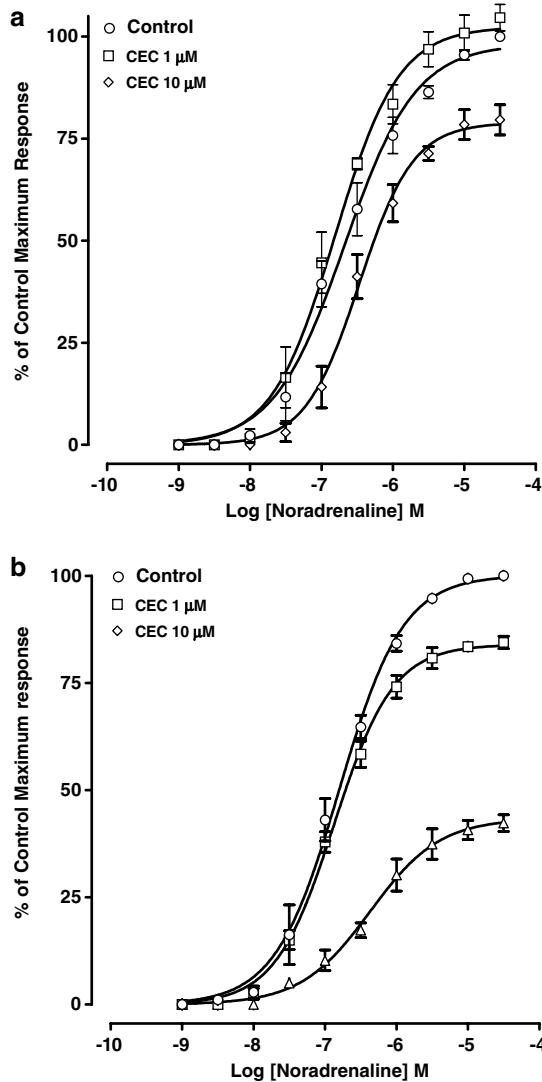 a
Control
CEC 1 µM
CEC 10 µM
% of Control Maximum Response
100
75
50
25
0
-10 -9 -8 -7 -6 -5 -4
Log [Noradrenaline] M
b
Control
CEC 1 µM
CEC 10 µM
% of Control Maximum response
100
75
50
25
0
-10 -9 -8 -7 -6 -5 -4
Log [Noradrenaline] M